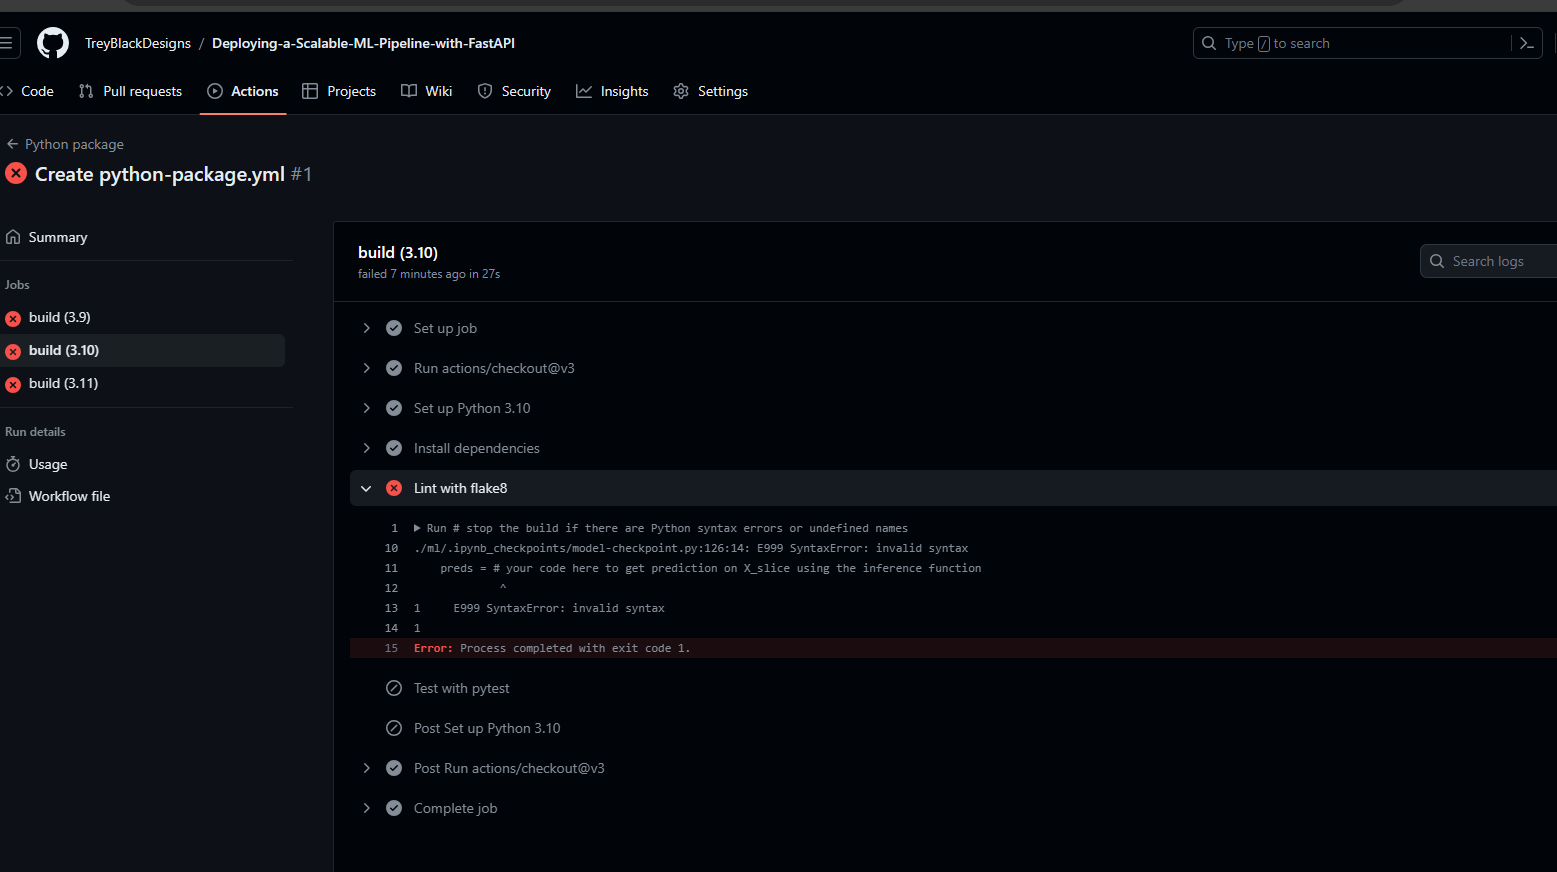 TreyBlackDesigns / Deploying-a-Scalable-ML-Pipeline-with-FastAPI
Type / to search
Code
Pull requests
Actions
Projects
Wiki
Security
Insights
Settings
Python package
Create python-package.yml #1
Summary
Jobs
build (3.9)
build (3.10)
build (3.11)
Run details
Usage
Workflow file
build (3.10)
failed 7 minutes ago in 27s
Search logs
Set up job
Run actions/checkout@v3
Set up Python 3.10
Install dependencies
Lint with flake8
1 Run # stop the build if there are Python syntax errors or undefined names
10 ./ml/.ipynb_checkpoints/model-checkpoint.py:126:14: E999 SyntaxError: invalid syntax
11 preds = # your code here to get prediction on X_slice using the inference function
12 ^
13 1 E999 SyntaxError: invalid syntax
14 1
15 Error: Process completed with exit code 1.
Test with pytest
Post Set up Python 3.10
Post Run actions/checkout@v3
Complete job